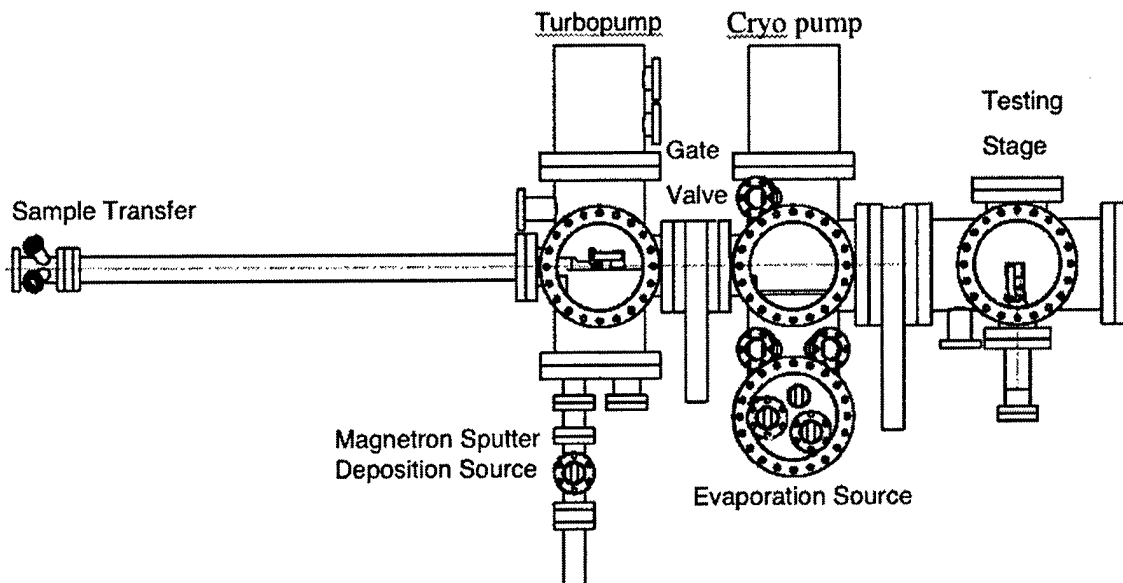 Turbopump
Cryo pump
Testing
Stage
Gate
Valve
Sample Transfer
Magnetron Sputter
Deposition Source
Evaporation Source